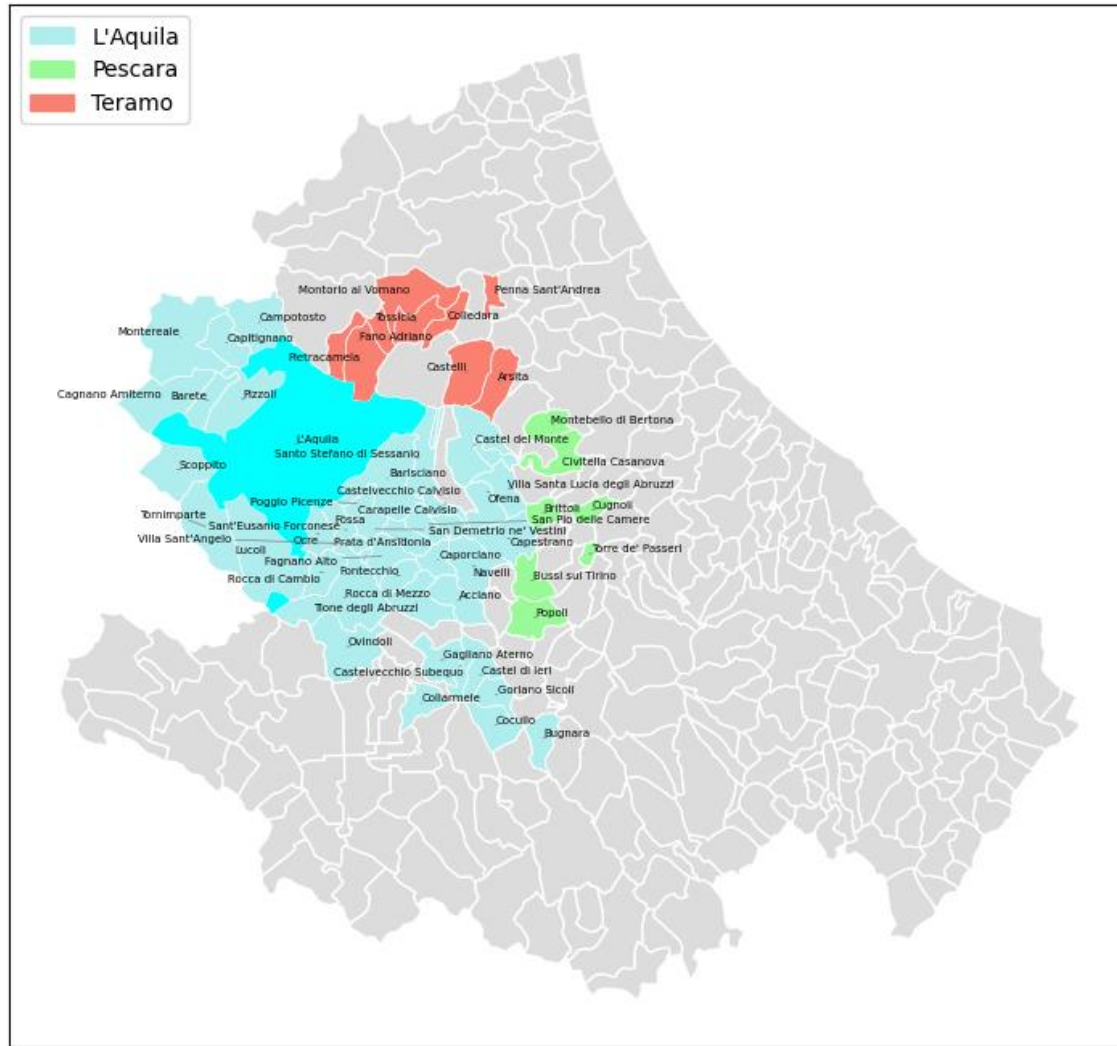 L'Aquila
Pescara
Teramo
Montorio al Vomano
Penna Sant'Andrea
Campotosto
Tossicia
Colledara
Montereale
Capitignano
Fano Adriano
Pietracamela
Castelli
Arsita
Cagnano Amiterno
Barete
Pizzoli
Montebello di Bertona
L'Aquila
Castel del Monte
Santo Stefano di Sessanio
Scoppito
Civitella Casanova
Barisciano
Villa Santa Lucia degli Abruzzi
Castelvecchio Calvisio
Ofena
Poggio Picenze
Carapelle Calvisio
Brittoli
Cugnoli
Tornimparte
Fossa
San Pio delle Camere
Sant'Eusanio Forconese
San Demetrio ne' Vestini
Villa Sant'Angelo
Ocre
Prata d'Ansidonia
Capestrano
Lucoli
Torre de' Passeri
Caporciano
Fagnano Alto
Fontecchio
Navelli
Bussi sul Tirino
Rocca di Cambio
Rocca di Mezzo
Acciano
Tione degli Abruzzi
Popoli
Ovindoli
Gagliano Aterno
Castelvecchio Subequo
Castel di Ieri
Goriano Sicoli
Collarmele
Cocullo
Bugnara